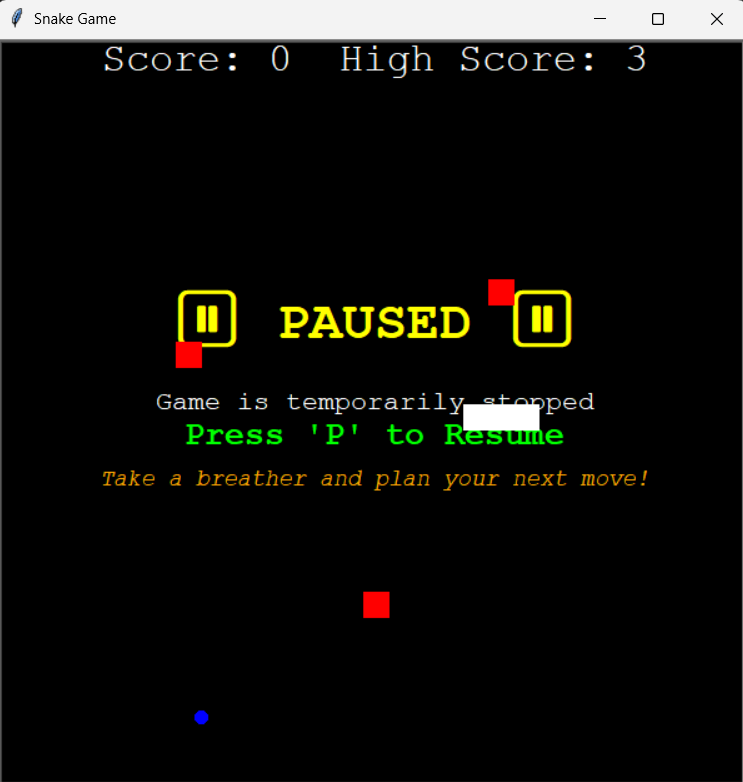 Snake Game
Score: 0  High Score: 3
⏸ PAUSED ⏸
Game is temporarily stopped
Press 'P' to Resume
Take a breather and plan your next move!